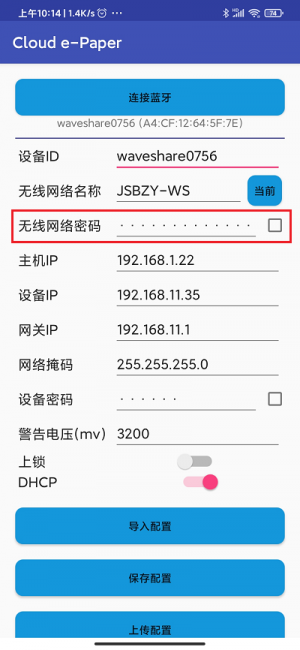 上午10:14 | 1.4K/s ⏰ ···
74
Cloud e-Paper
连接蓝牙
waveshare0756 (A4:CF:12:64:5F:7E)
设备ID waveshare0756
无线网络名称 JSBZY-WS 当前
无线网络密码 ·············
主机IP 192.168.1.22
设备IP 192.168.11.35
网关IP 192.168.11.1
网络掩码 255.255.255.0
设备密码 ······
警告电压(mv) 3200
上锁
DHCP
导入配置
保存配置
上传配置